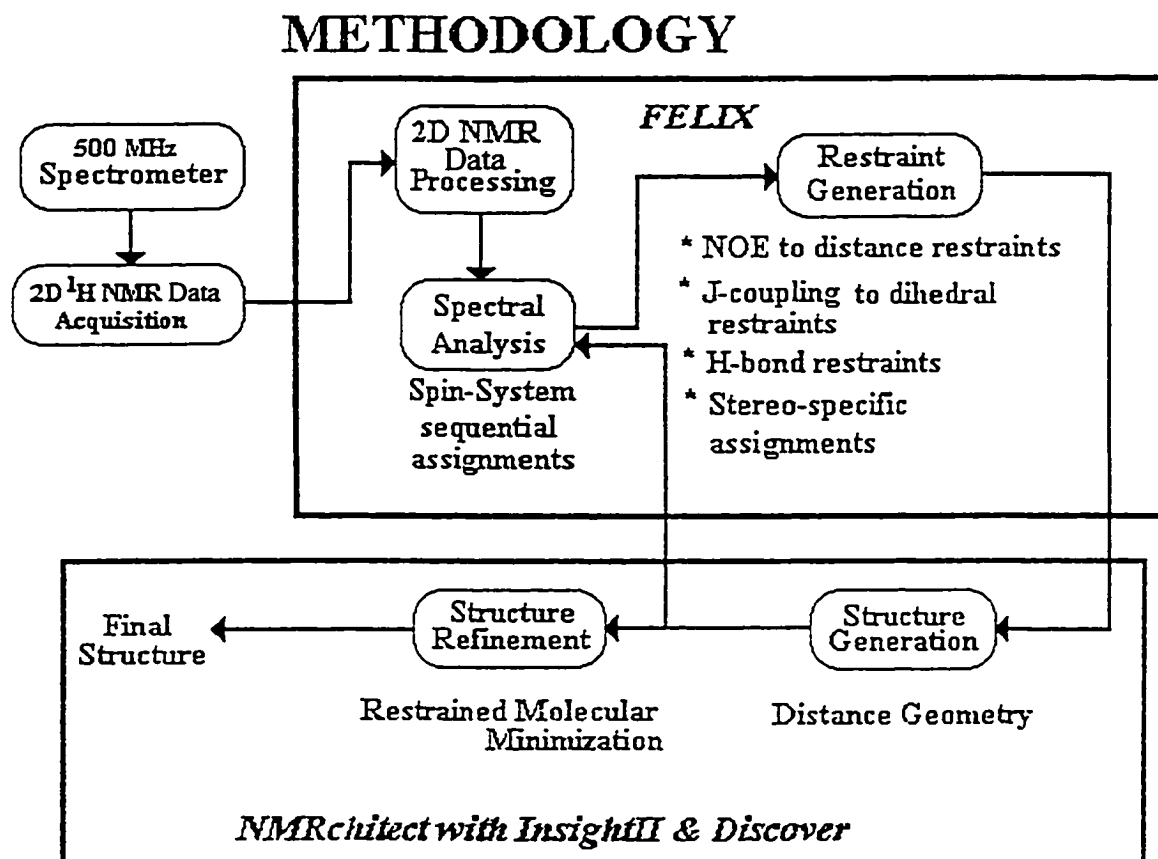 METHODOLOGY
FELIX
500 MHz
Spectrometer
2D ¹H NMR Data
Acquisition
2D NMR
Data
Processing
Spectral
Analysis
Spin-System
sequential
assignments
Restraint
Generation
* NOE to distance restraints
* J-coupling to dihedral
restraints
* H-bond restraints
* Stereo-specific
assignments
Structure
Generation
Distance Geometry
Structure
Refinement
Restrained Molecular
Minimization
Final
Structure
NMRchitect with InsightII & Discover